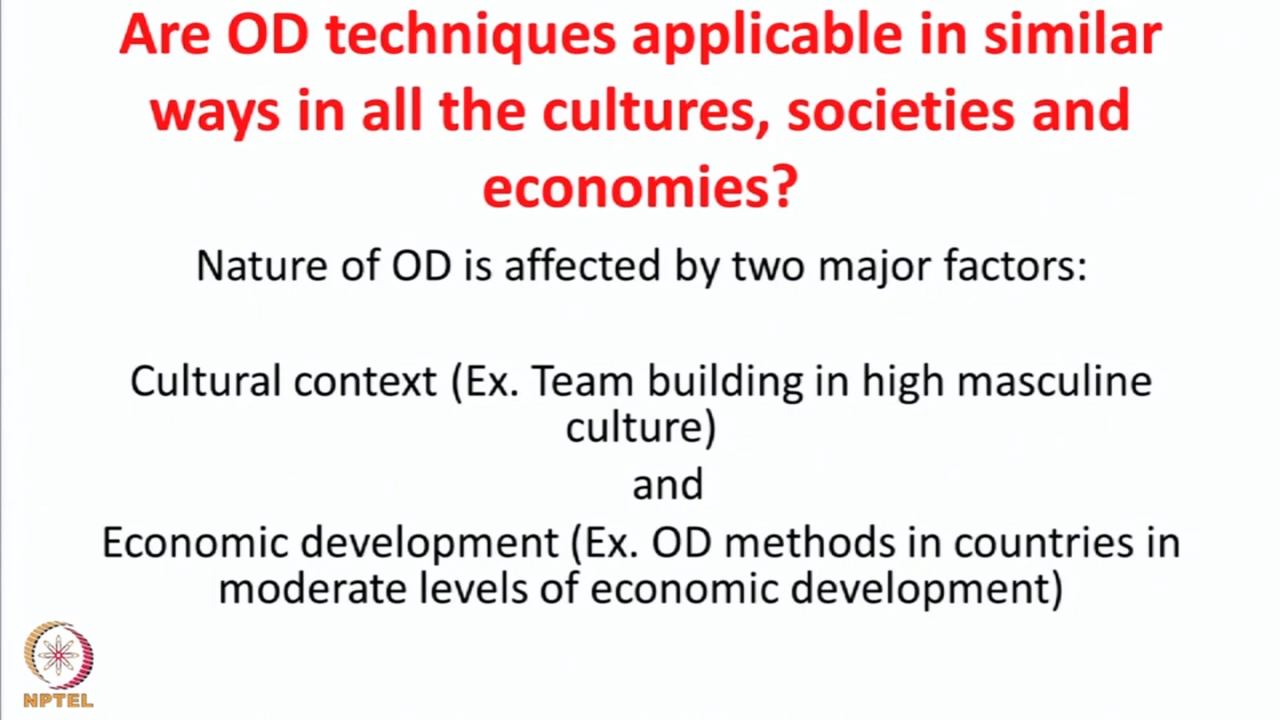 Are OD techniques applicable in similar
ways in all the cultures, societies and
economies?
Nature of OD is affected by two major factors:
Cultural context (Ex. Team building in high masculine
culture)
and
Economic development (Ex. OD methods in countries in
moderate levels of economic development)
NPTEL